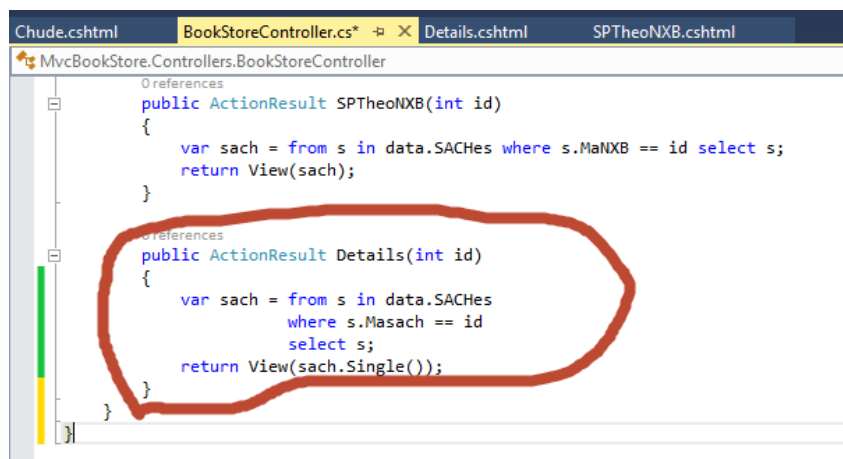 Chude.cshtml BookStoreController.cs* Details.cshtml SPTheoNXB.cshtml
MvcBookStore.Controllers.BookStoreController
0 references
public ActionResult SPTheoNXB(int id)
{
var sach = from s in data.SACHes where s.MaNXB == id select s;
return View(sach);
}
0 references
public ActionResult Details(int id)
{
var sach = from s in data.SACHes
where s.Masach == id
select s;
return View(sach.Single());
}
}
}